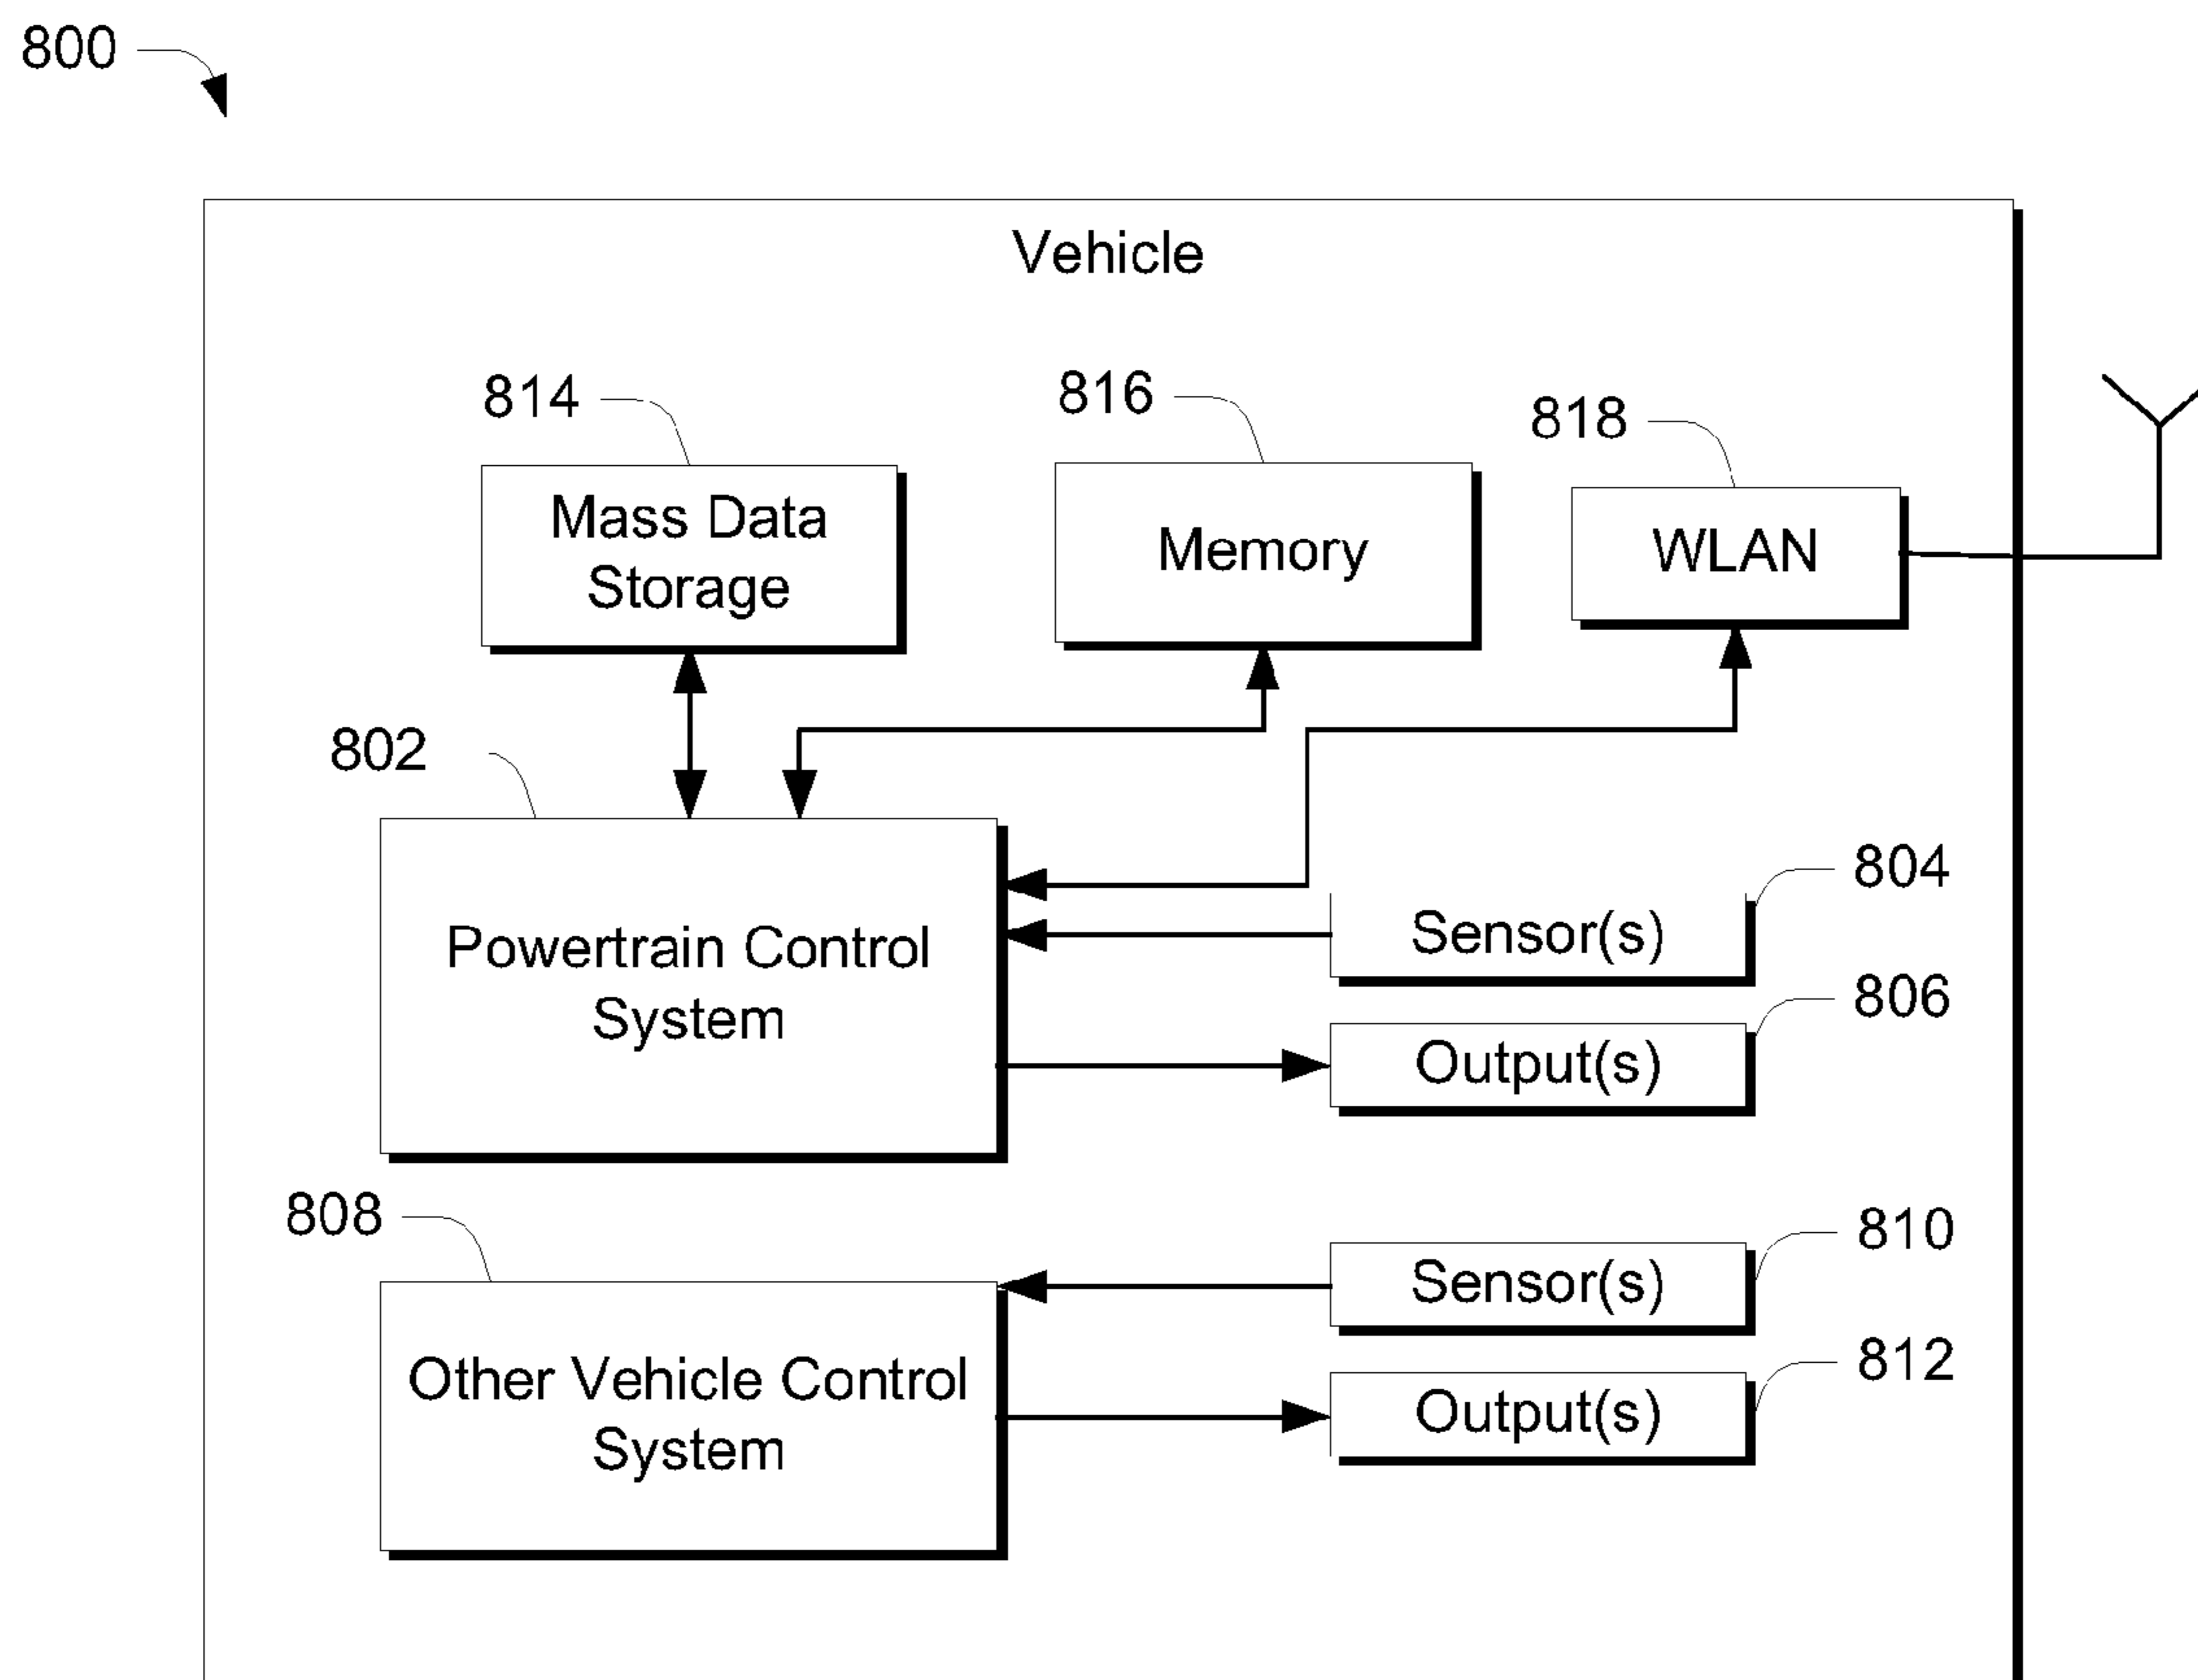 800
Vehicle
814
816
818
Mass Data
Storage
Memory
WLAN
802
804
Powertrain Control
System
Sensor(s)
806
Output(s)
808
810
Other Vehicle Control
System
Sensor(s)
812
Output(s)